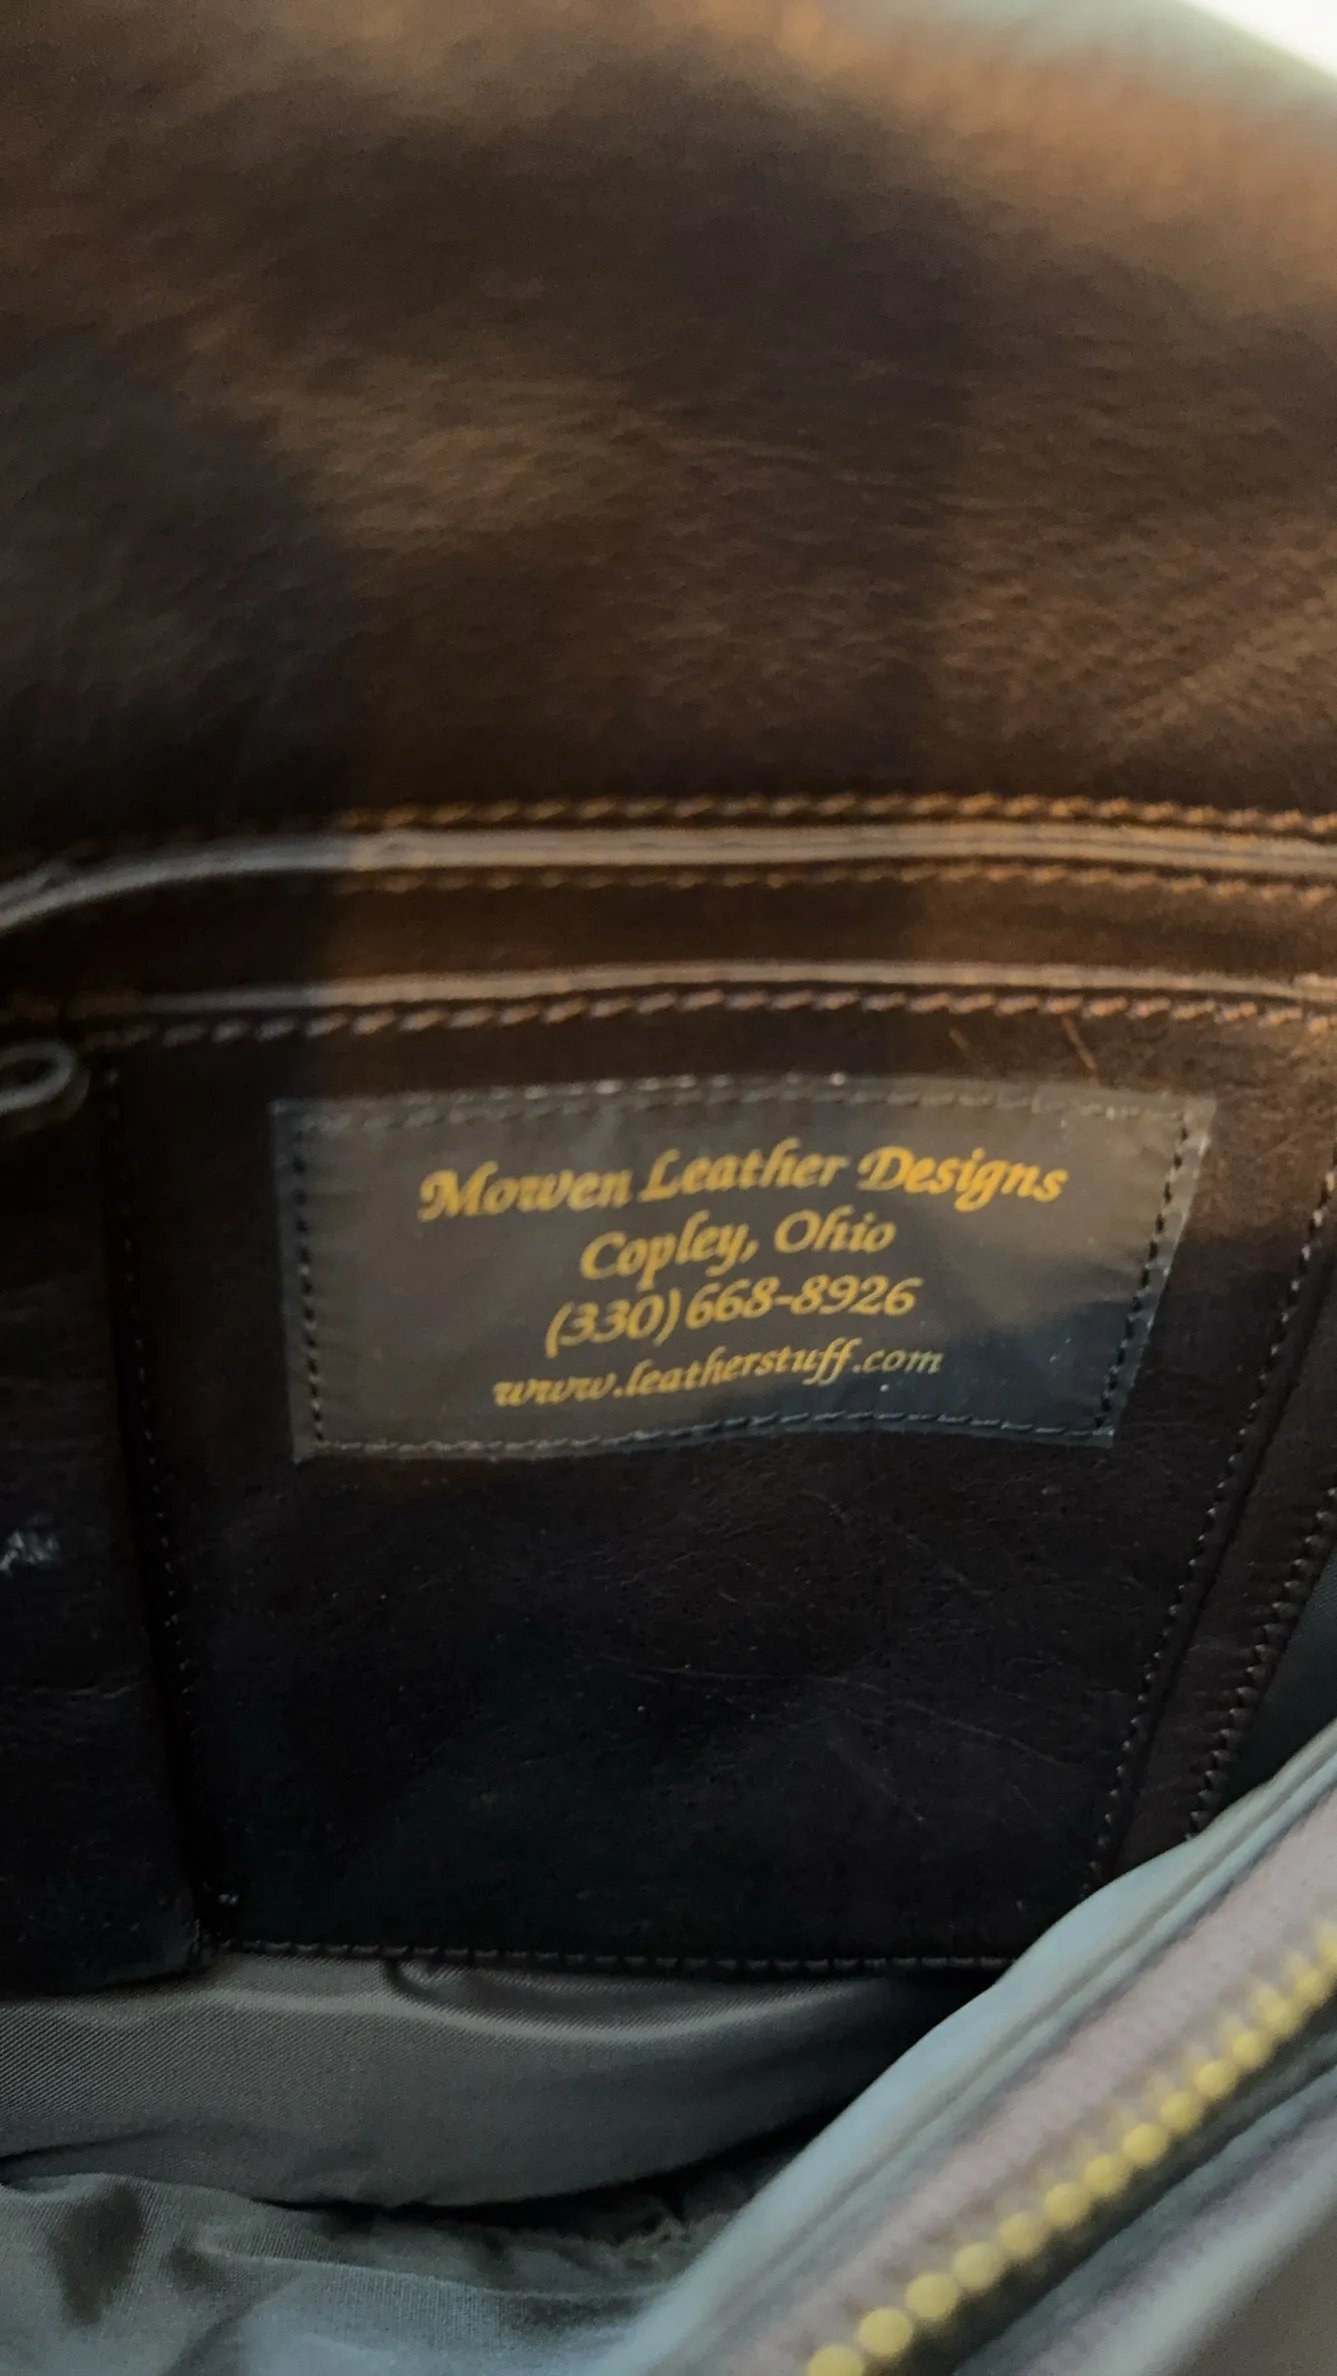 Mowen Leather Designs
Copley, Ohio
(330) 668-8926
www.leatherstuff.com